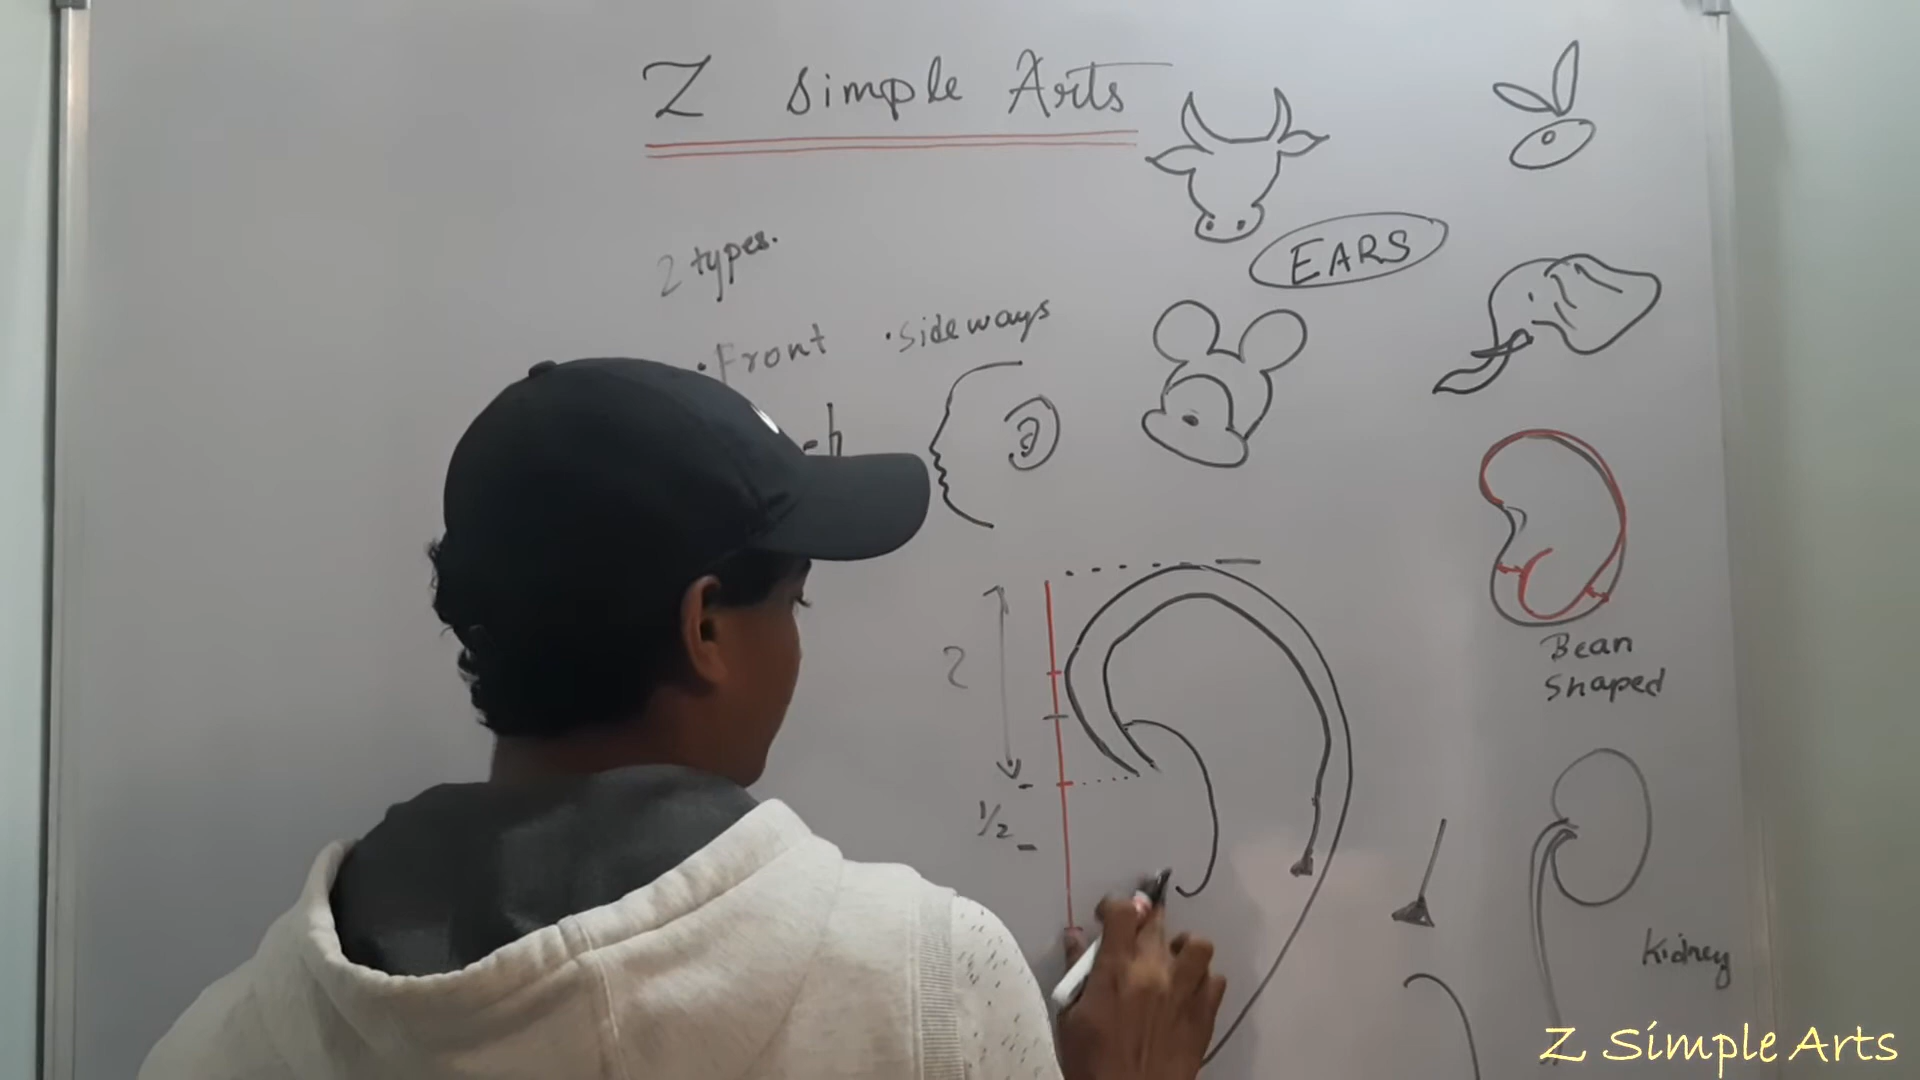 Z Simple Arts
EARS
2 types.
• Front • sideways
Bean
shaped
2
1/2
Kidney
Z Simple Arts